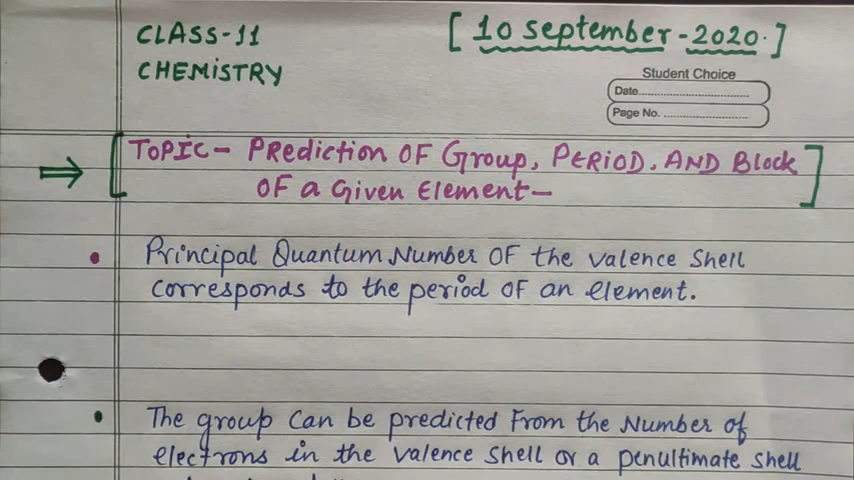 CLASS-11
[10 September - 2020.]
CHEMISTRY
Student Choice
Date..............................
Page No. ........................
⇒ [TOPIC- PREdiction OF Group, PERIOD, AND Block
OF a Given Element-]
• Principal Quantum Number OF the valence shell
corresponds to the period OF an element.
• The group can be predicted From the Number of
electrons in the valence shell or a penultimate shell